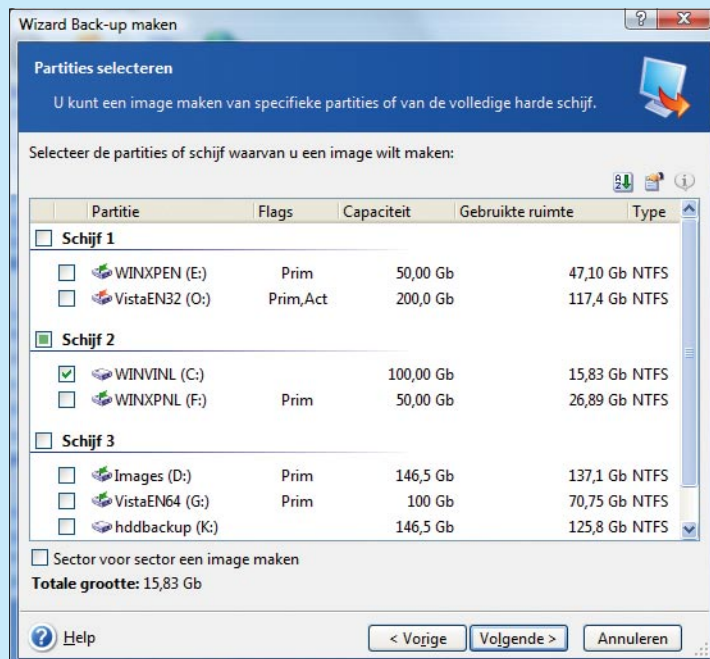 Wizard Back-up maken
Partities selecteren
U kunt een image maken van specifieke partities of van de volledige harde schijf.
Selecteer de partities of schijf waarvan u een image wilt maken:
Partitie Flags Capaciteit Gebruikte ruimte Type
Schijf 1
WINXPEN (E:) Prim 50,00 Gb 47,10 Gb NTFS
VistaEN32 (O:) Prim,Act 200,0 Gb 117,4 Gb NTFS
Schijf 2
WINVINL (C:) 100,00 Gb 15,83 Gb NTFS
WINXPNL (F:) Prim 50,00 Gb 26,89 Gb NTFS
Schijf 3
Images (D:) Prim 146,5 Gb 137,1 Gb NTFS
VistaEN64 (G:) Prim 100 Gb 70,75 Gb NTFS
hddbackup (K:) 146,5 Gb 125,8 Gb NTFS
Sector voor sector een image maken
Totale grootte: 15,83 Gb
Help < Vorige Volgende > Annuleren